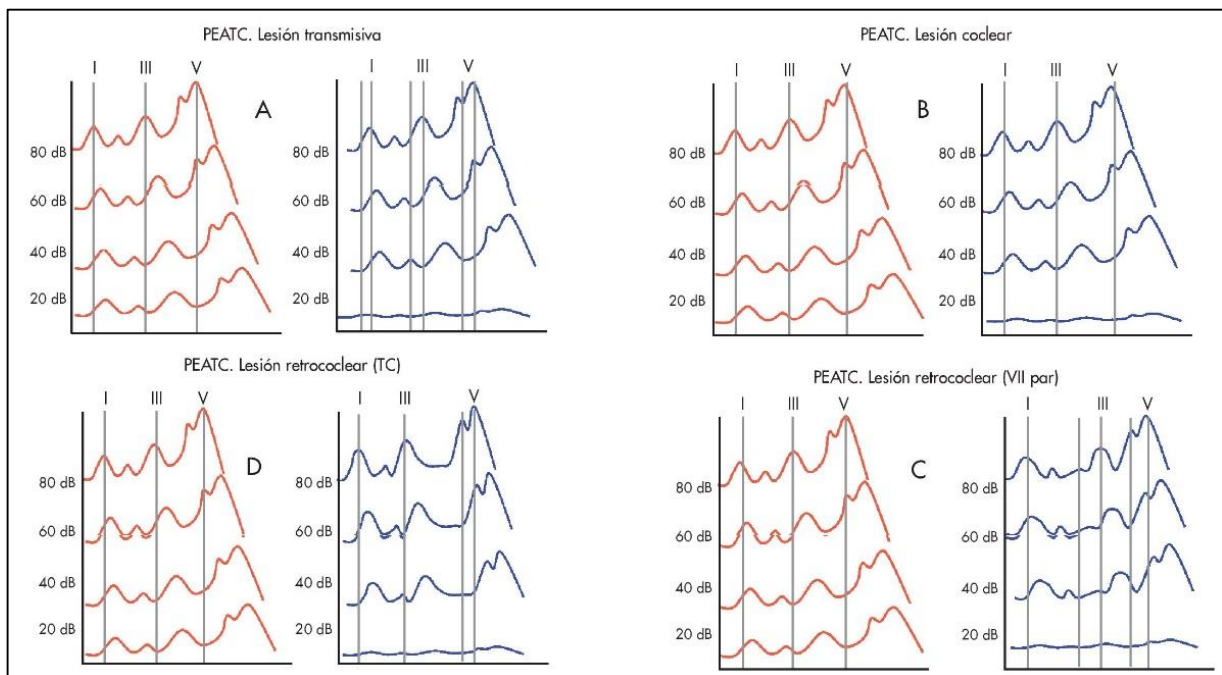 PEATC. Lesión transmisiva
I III V I III V
A
80 dB 80 dB
60 dB 60 dB
40 dB 40 dB
20 dB 20 dB
PEATC. Lesión coclear
I III V I III V
B
80 dB 80 dB
60 dB 60 dB
40 dB 40 dB
20 dB 20 dB
PEATC. Lesión retrococlear (TC)
I III V I III V
D
80 dB 80 dB
60 dB 60 dB
40 dB 40 dB
20 dB 20 dB
PEATC. Lesión retrococlear (VII par)
I III V I III V
C
80 dB 80 dB
60 dB 60 dB
40 dB 40 dB
20 dB 20 dB